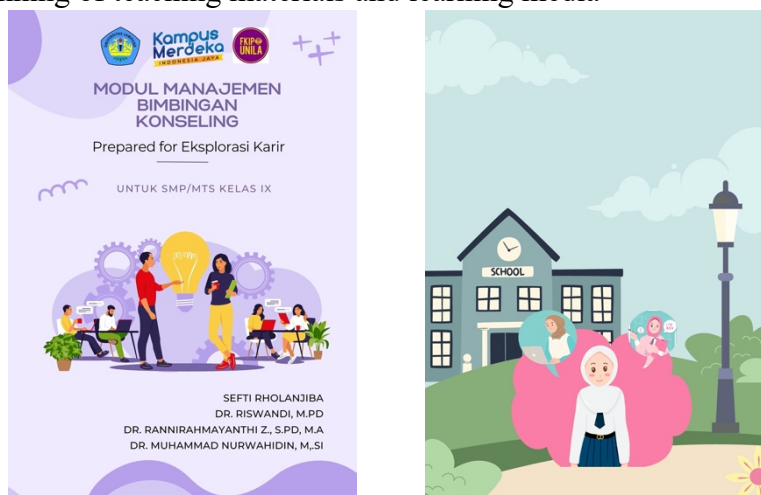 ning of teaching materials and learning media
Kampus
Merdeka
INDONESIA JAYA
FKIP
UNILA
MODUL MANAJEMEN
BIMBINGAN
KONSELING
Prepared for Eksplorasi Karir
UNTUK SMP/MTS KELAS IX
SEFTI RHOLANJIBA
DR. RISWANDI, M.PD
DR. RANNIRAHMAYANTHI Z., S.PD, M.A
DR. MUHAMMAD NURWAHIDIN, M,.SI
SCHOOL